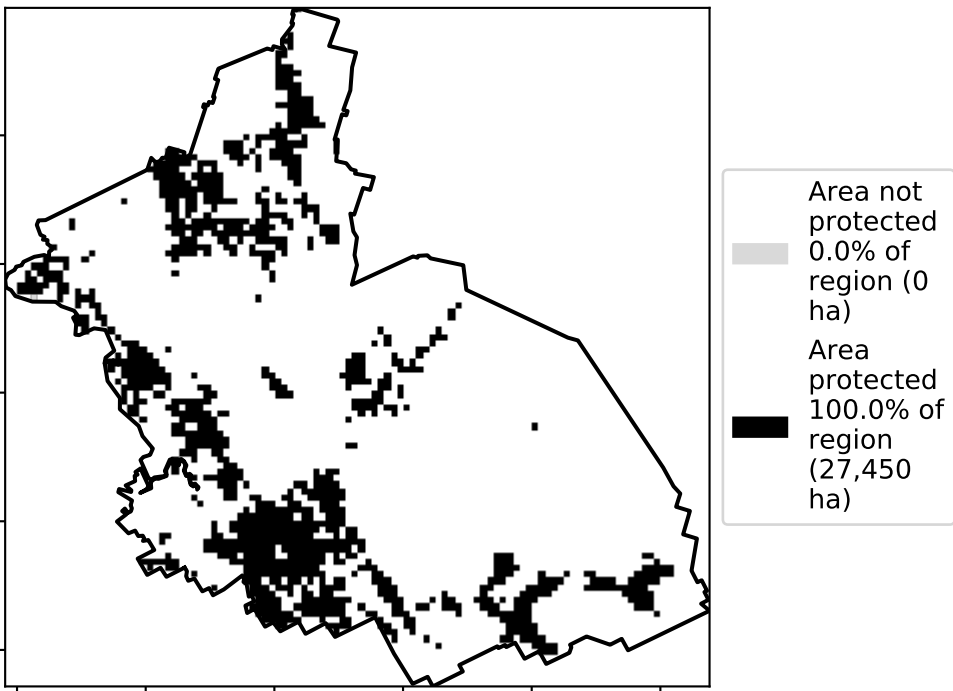 Area not
protected
0.0% of
region (0
ha)
Area
protected
100.0% of
region
(27,450
ha)